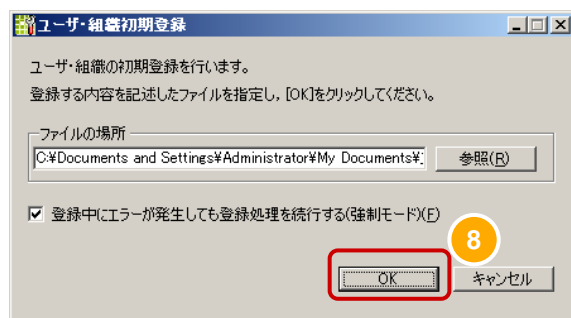 ユーザ・組織初期登録
ユーザ・組織の初期登録を行います。
登録する内容を記述したファイルを指定し, [OK]をクリックしてください。
ファイルの場所
C:¥Documents and Settings¥Administrator¥My Documents¥
参照(R)
登録中にエラーが発生しても登録処理を続行する(強制モード)(F)
8
OK
キャンセル